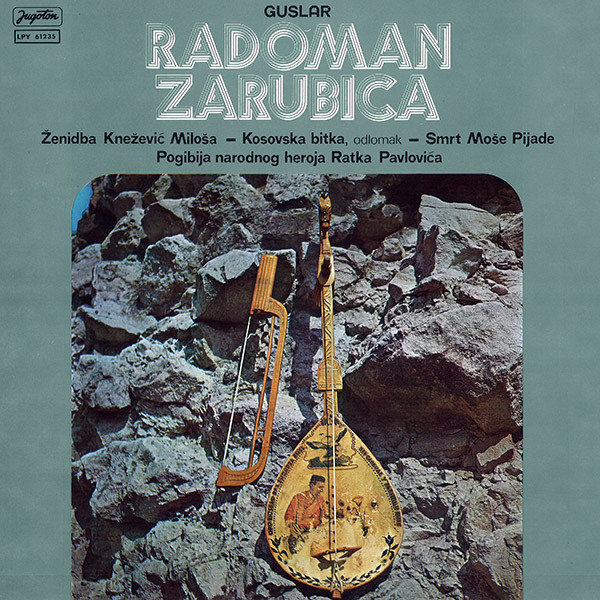 Jugoton
LPY 61235
GUSLAR
RADOMAN
ZARUBICA
Ženidba Knežević Miloša – Kosovska bitka, odlomak – Smrt Moše Pijade
Pogibija narodnog heroja Ratka Pavlovića